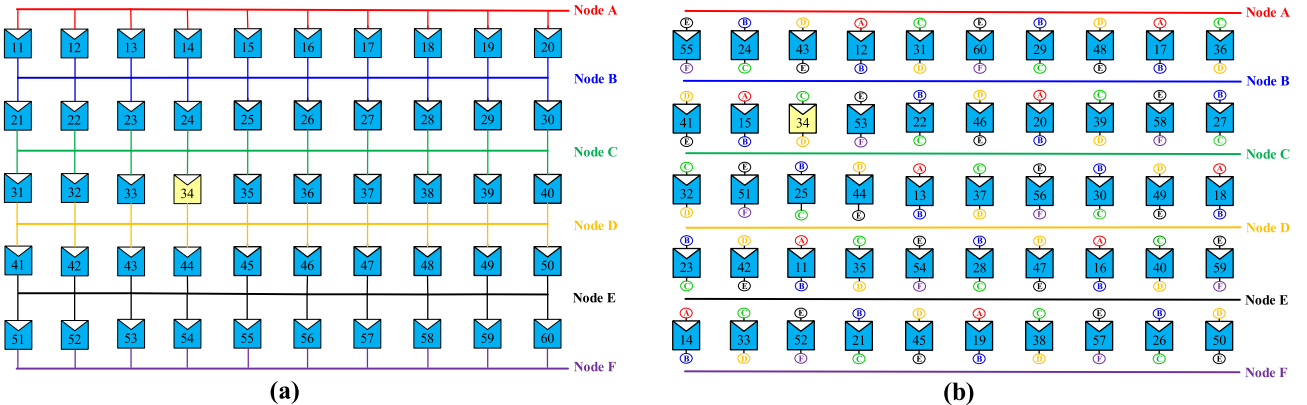 Node A
11 12 13 14 15 16 17 18 19 20
Node B
21 22 23 24 25 26 27 28 29 30
Node C
31 32 33 34 35 36 37 38 39 40
Node D
41 42 43 44 45 46 47 48 49 50
Node E
51 52 53 54 55 56 57 58 59 60
Node F
(a)
Node A
E B D A C E B D A C
55 24 43 12 31 60 29 48 17 36
F C E B D F C E B D
Node B
D A C E B D A C E B
41 15 34 53 22 46 20 39 58 27
E B D F C E B D F C
Node C
C E B D A C E B D A
32 51 25 44 13 37 56 30 49 18
D F C E B D F C E B
Node D
B D A C E B D A C E
23 42 11 35 54 28 47 16 40 59
C E B D F C E B D F
Node E
A C E B D A C E B D
14 33 52 21 45 19 38 57 26 50
B D F C E B D F C E
Node F
(b)